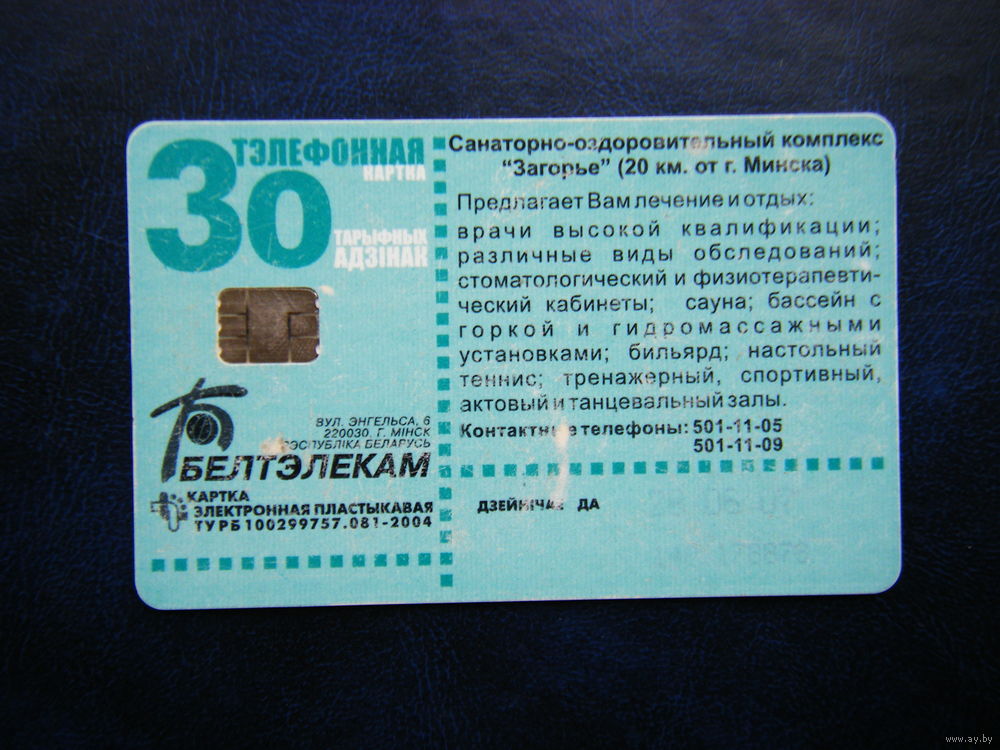 30
ТЭЛЕФОННАЯ
КАРТКА
ТАРЫФНЫХ
АДЗІНАК
ВУЛ. ЭНГЕЛЬСА, 6
220030, Г. МІНСК
РЭСПУБЛІКА БЕЛАРУСЬ
БЕЛТЭЛЕКАМ
КАРТКА
ЭЛЕКТРОННАЯ ПЛАСТЫКАВАЯ
ТУ РБ 100299757.081-2004
Санаторно-оздоровительный комплекс
"Загорье" (20 км. от г. Минска)
Предлагает Вам лечение и отдых:
врачи высокой квалификации;
различные виды обследований;
стоматологический и физиотерапевти-
ческий кабинеты; сауна; бассейн с
горкой и гидромассажными
установками; бильярд; настольный
теннис; тренажерный, спортивный,
актовый и танцевальный залы.
Контактные телефоны: 501-11-05
501-11-09
ДЗЕЙНІЧАЕ ДА
www.ay.by